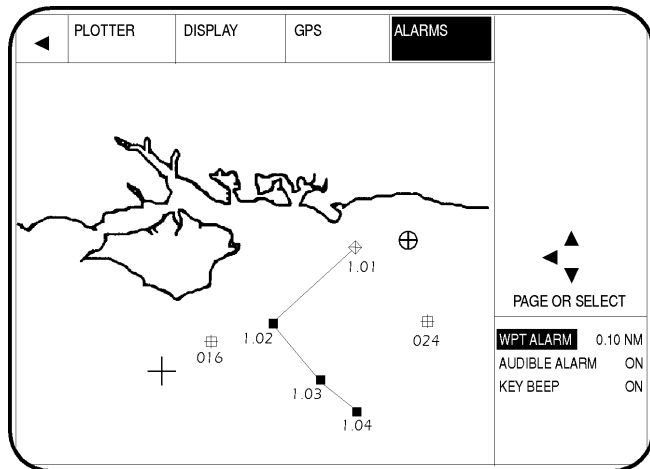 PLOTTER DISPLAY GPS ALARMS
1.01
1.02
016
024
1.03
1.04
PAGE OR SELECT
WPT ALARM 0.10 NM
AUDIBLE ALARM ON
KEY BEEP ON